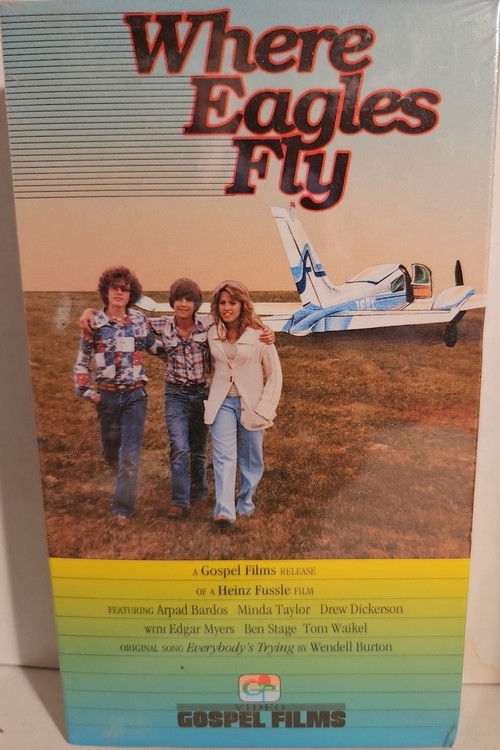 Where
Eagles
Fly
A Gospel Films RELEASE
OF A Heinz Fussle FILM
FEATURING Arpad Bardos Minda Taylor Drew Dickerson
WITH Edgar Myers Ben Stage Tom Waikel
ORIGINAL SONG Everybody's Trying BY Wendell Burton
VIDEO
GOSPEL FILMS